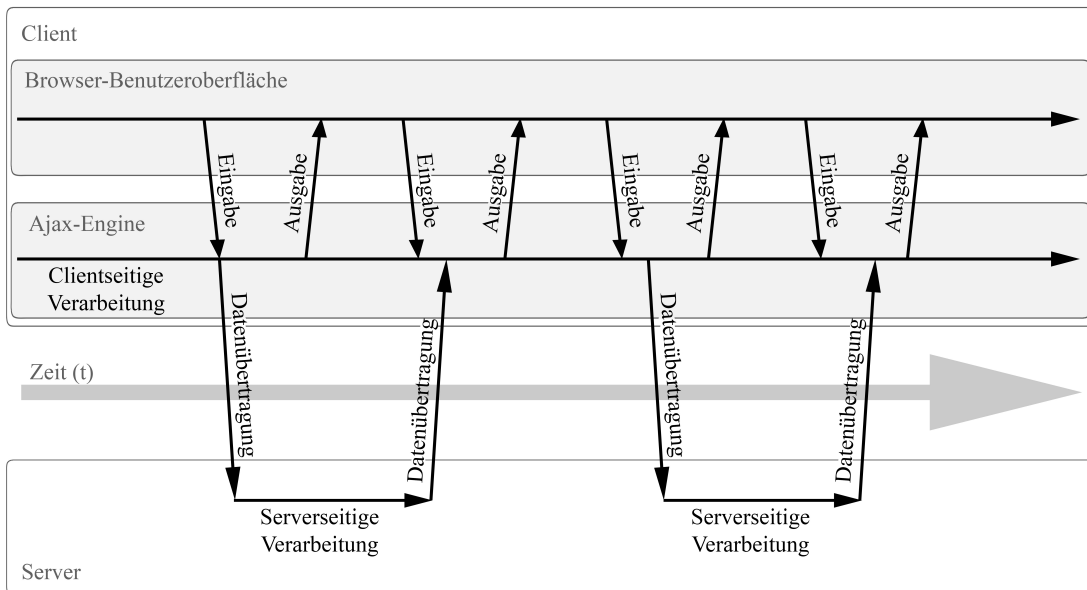 Client
Browser-Benutzeroberfläche
Eingabe
Ausgabe
Eingabe
Ausgabe
Eingabe
Ausgabe
Eingabe
Ausgabe
Ajax-Engine
Clientseitige
Verarbeitung
Datenübertragung
Datenübertragung
Datenübertragung
Datenübertragung
Zeit (t)
Serverseitige
Verarbeitung
Serverseitige
Verarbeitung
Server